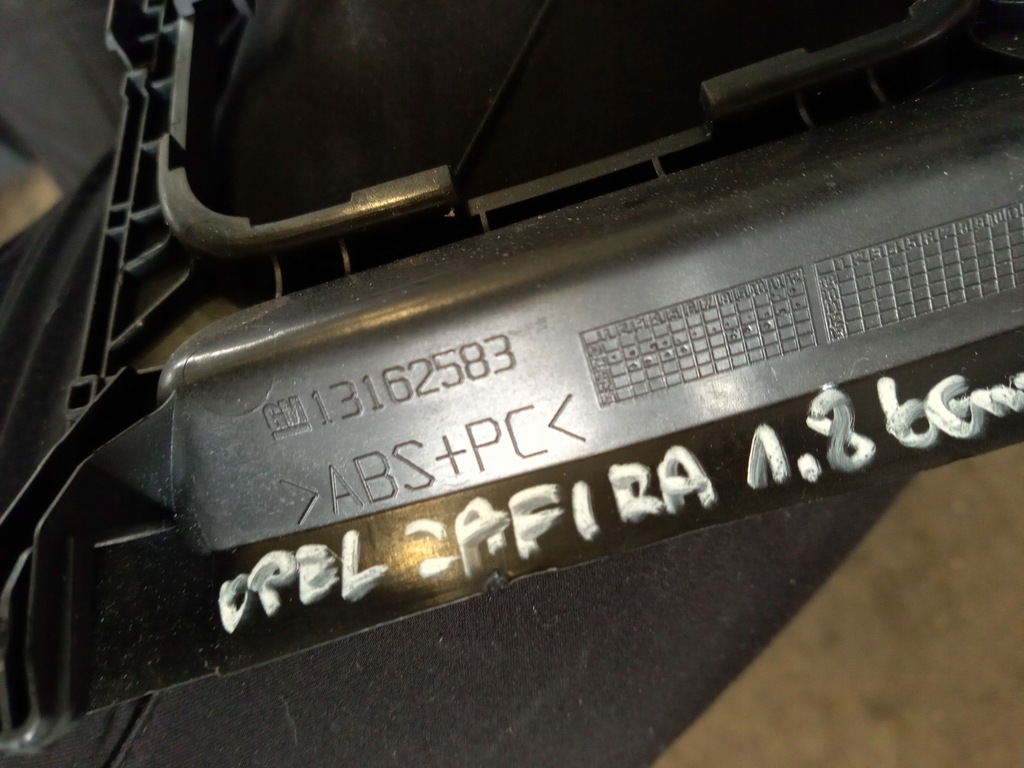 GM 13162583
>ABS+PC<
OPEL ZAFIRA 1.8